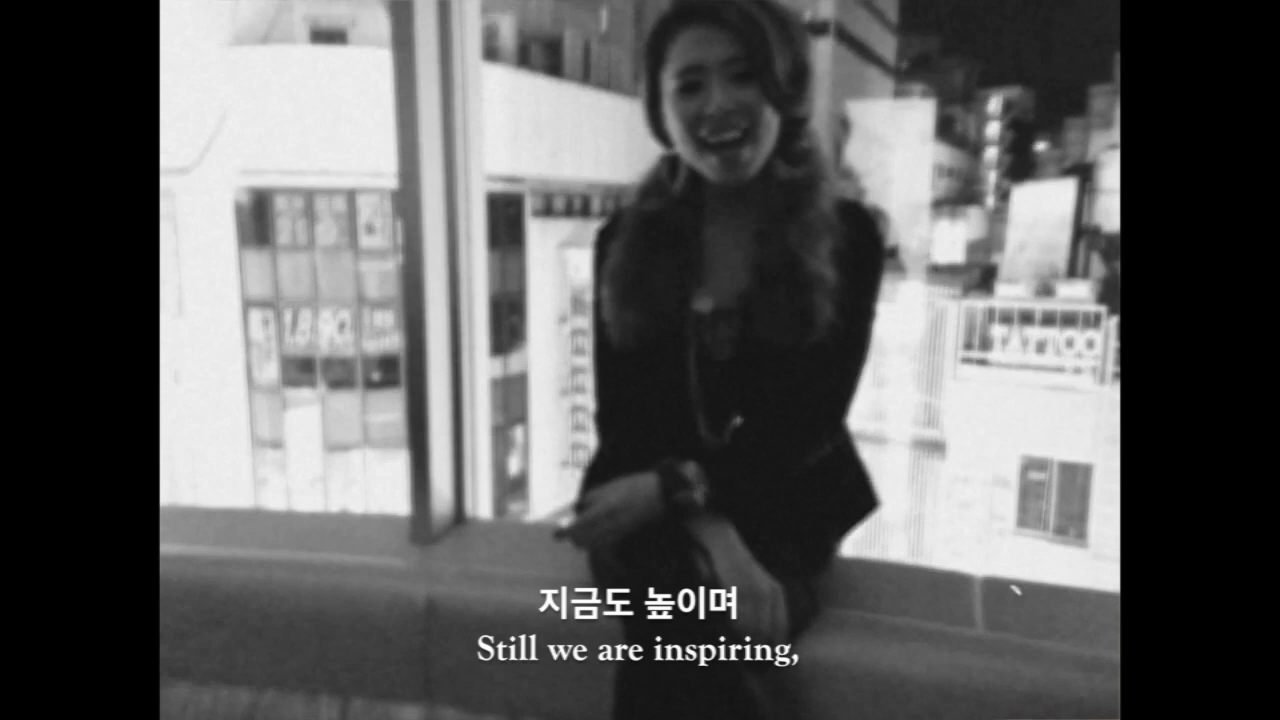 TATTOO
지금도 높이며
Still we are inspiring,